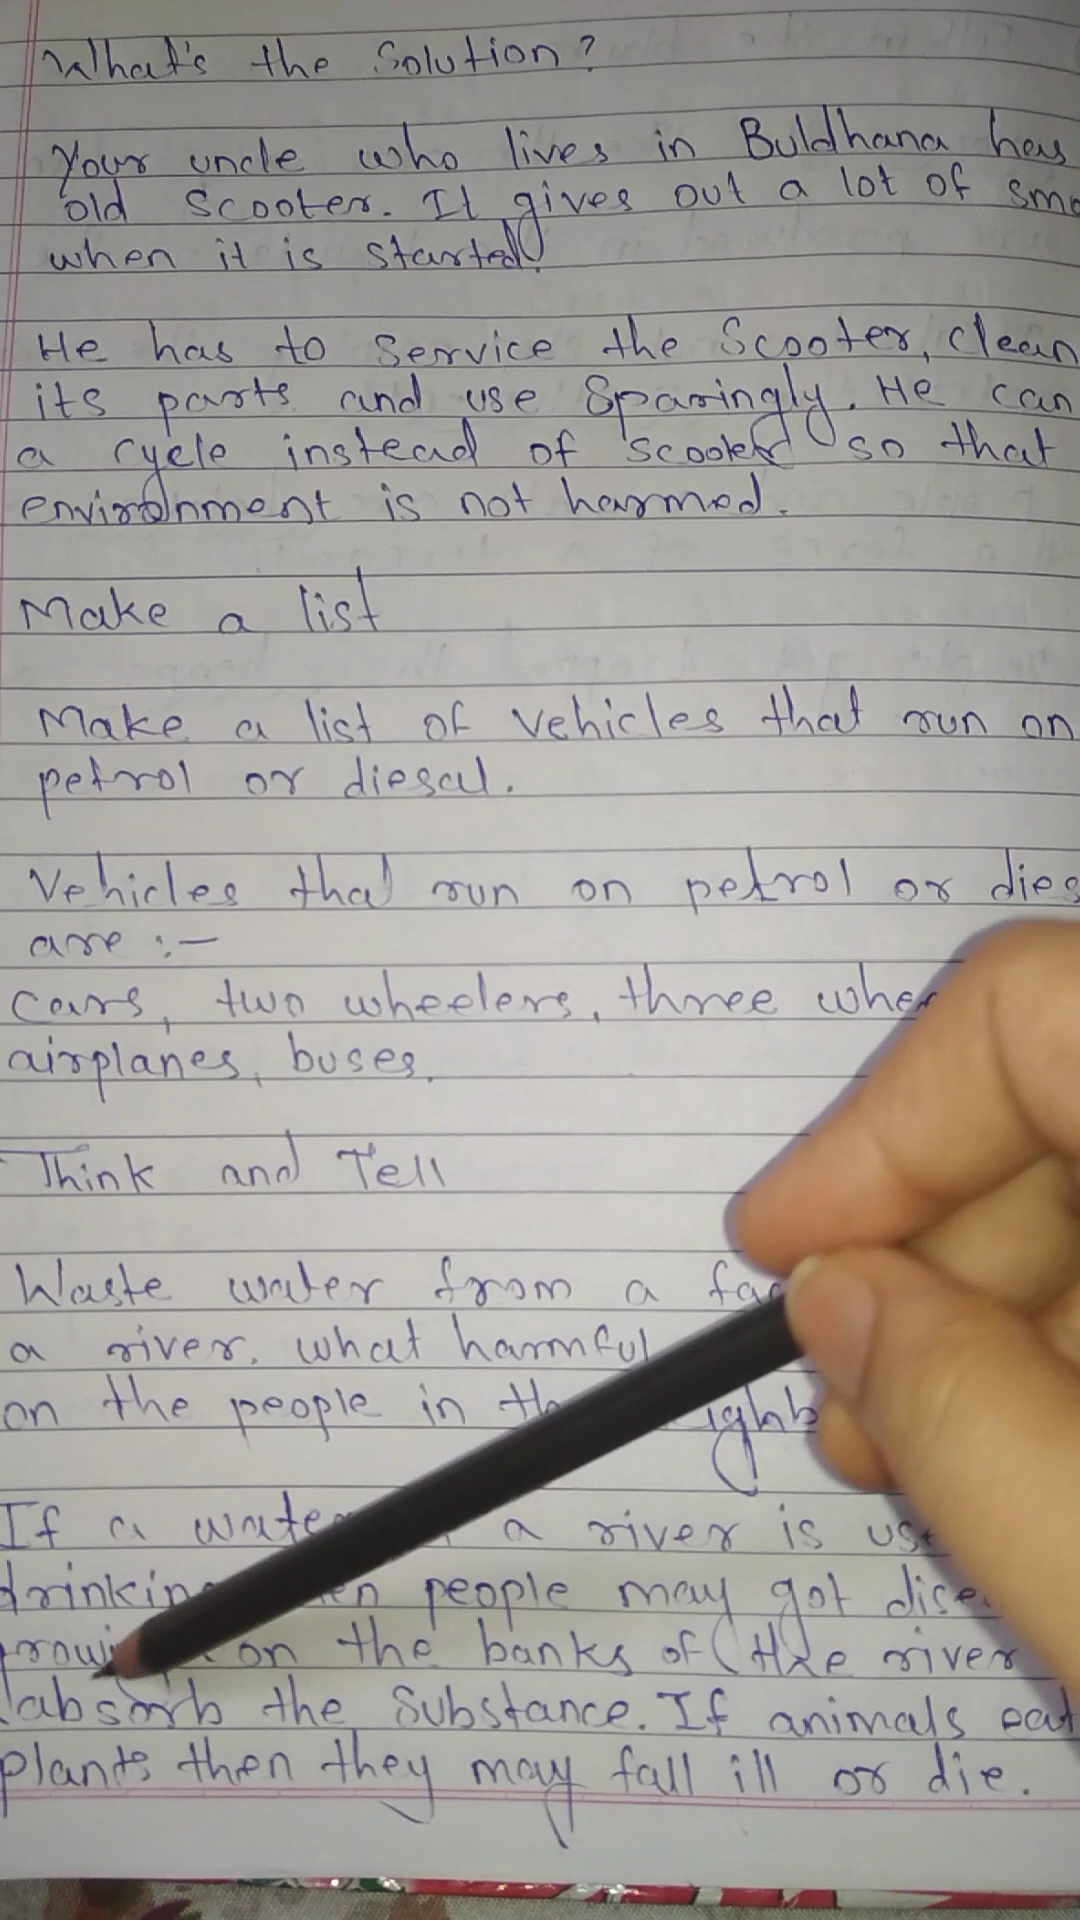 What's the Solution?
Your uncle who lives in Buldhana has
old Scooter. It gives out a lot of
when it is started.
He has to service the Scooter, clean
its parts and use Sparingly. He can
a cycle instead of scooter so that
environment is not harmed.
Make a list
Make a list of vehicles that run on
petrol or diesal.
Vehicles that run on petrol or
are :-
Cars, two wheelers, three
airplanes, buses.
Think and Tell
Waste water from a
a river. what harmful
on the people in
If a a river is
people may got
on the banks of the river
absorb the Substance. If animals eat
plants then they may fall ill or die.